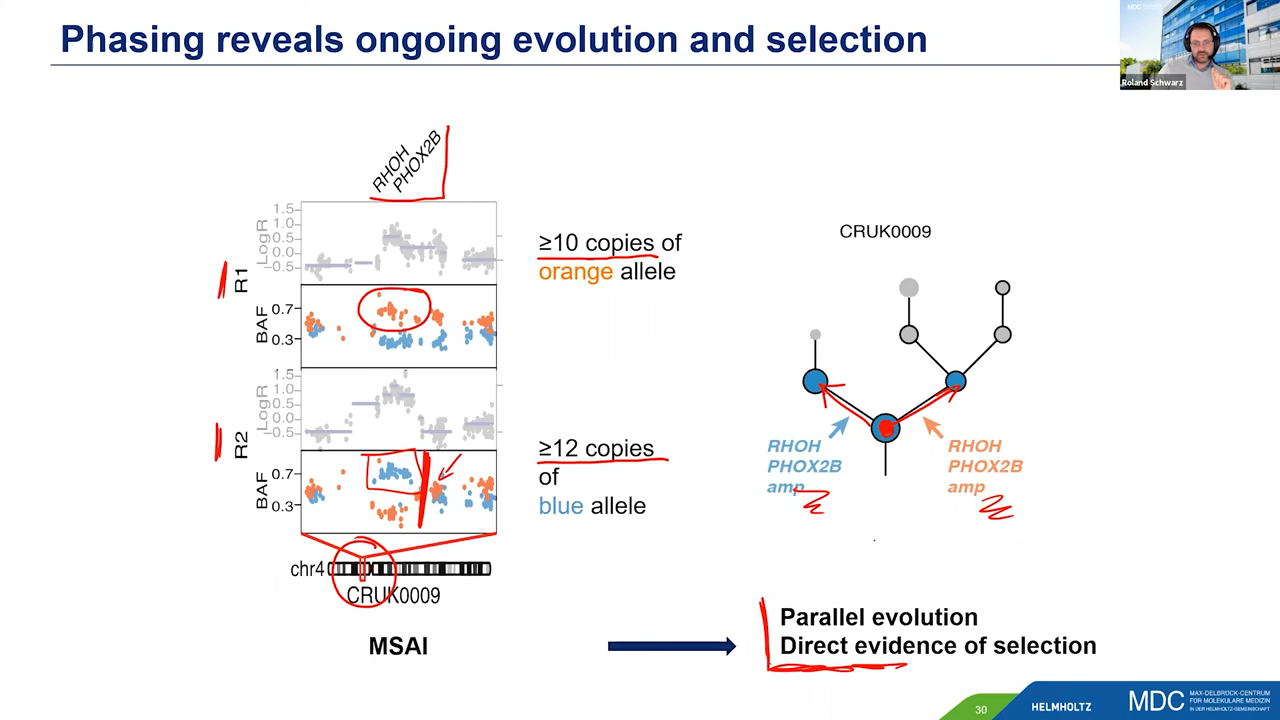 Phasing reveals ongoing evolution and selection
MDC
Roland Schwarz
RHOH
PHOX2B
R1
LogR
1.5
1.0
0.5
0.0
−0.5
BAF
0.7
0.3
R2
LogR
1.5
1.0
0.5
0.0
−0.5
BAF
0.7
0.3
chr4
CRUK0009
MSAI
≥10 copies of
orange allele
≥12 copies
of
blue allele
CRUK0009
RHOH
PHOX2B
amp
RHOH
PHOX2B
amp
Parallel evolution
Direct evidence of selection
30
HELMHOLTZ
MDC
MAX-DELBRÜCK-CENTRUM
FÜR MOLEKULARE MEDIZIN
IN DER HELMHOLTZ-GEMEINSCHAFT